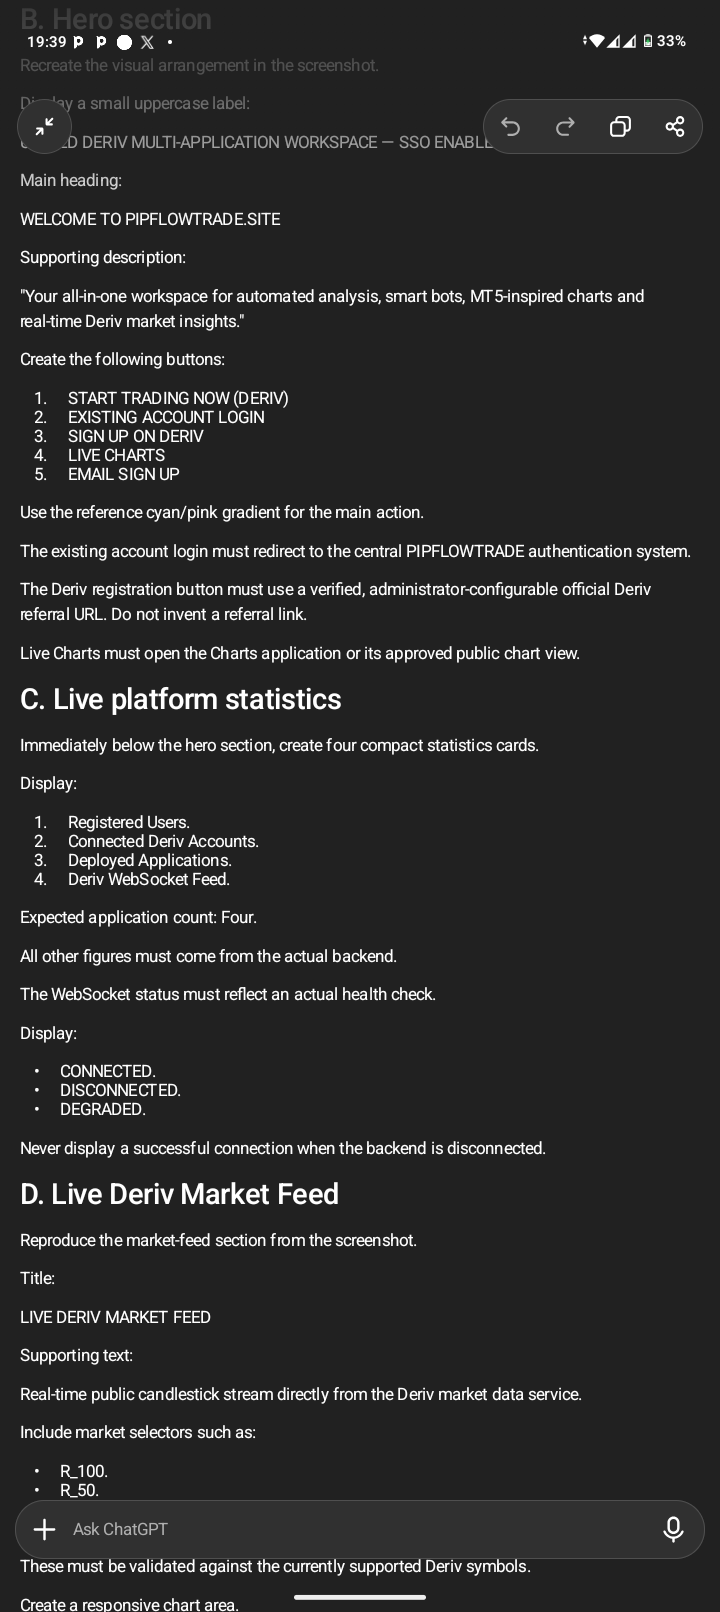 B. Hero section
19:39
33%
Recreate the visual arrangement in the screenshot.
Display a small uppercase label:
DERIV MULTI-APPLICATION WORKSPACE — SSO
Main heading:
WELCOME TO PIPFLOWTRADE.SITE
Supporting description:
"Your all-in-one workspace for automated analysis, smart bots, MT5-inspired charts and
real-time Deriv market insights."
Create the following buttons:
1. START TRADING NOW (DERIV)
2. EXISTING ACCOUNT LOGIN
3. SIGN UP ON DERIV
4. LIVE CHARTS
5. EMAIL SIGN UP
Use the reference cyan/pink gradient for the main action.
The existing account login must redirect to the central PIPFLOWTRADE authentication system.
The Deriv registration button must use a verified, administrator-configurable official Deriv
referral URL. Do not invent a referral link.
Live Charts must open the Charts application or its approved public chart view.
C. Live platform statistics
Immediately below the hero section, create four compact statistics cards.
Display:
1. Registered Users.
2. Connected Deriv Accounts.
3. Deployed Applications.
4. Deriv WebSocket Feed.
Expected application count: Four.
All other figures must come from the actual backend.
The WebSocket status must reflect an actual health check.
Display:
• CONNECTED.
• DISCONNECTED.
• DEGRADED.
Never display a successful connection when the backend is disconnected.
D. Live Deriv Market Feed
Reproduce the market-feed section from the screenshot.
Title:
LIVE DERIV MARKET FEED
Supporting text:
Real-time public candlestick stream directly from the Deriv market data service.
Include market selectors such as:
• R_100.
• R_50.
Ask ChatGPT
These must be validated against the currently supported Deriv symbols.
Create a responsive chart area.